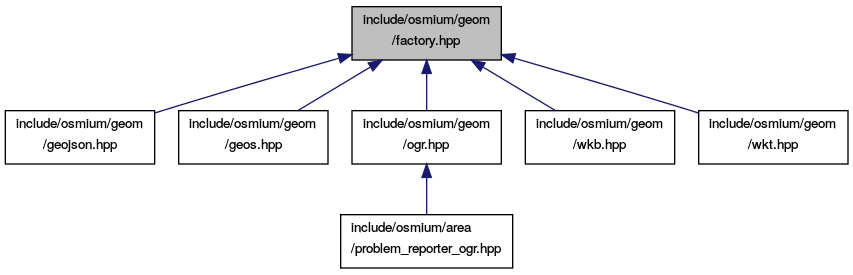 include/osmium/geom
/factory.hpp
include/osmium/geom
/geojson.hpp
include/osmium/geom
/geos.hpp
include/osmium/geom
/ogr.hpp
include/osmium/geom
/wkb.hpp
include/osmium/geom
/wkt.hpp
include/osmium/area
/problem_reporter_ogr.hpp